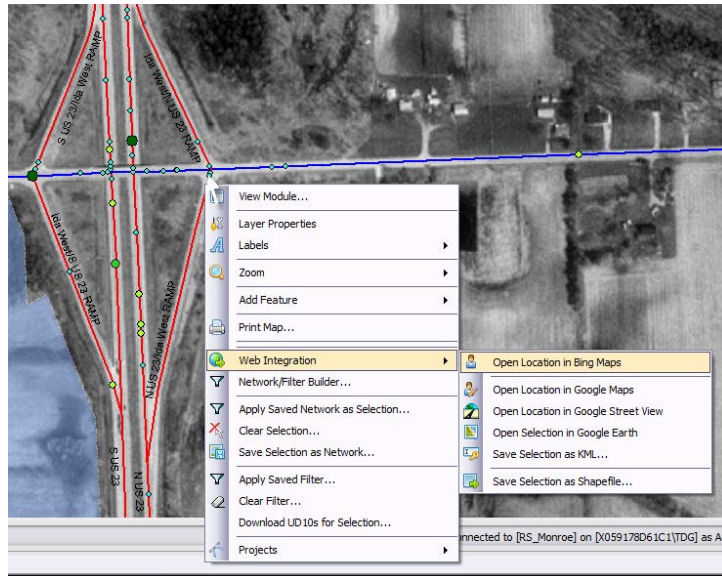 S US 23/Ida West RAMP
Ida West/N US 23 RAMP
Ida West/S US 23 RAMP
N US 23/Ida West RAMP
S US 23
N US 23
View Module...
Layer Properties
Labels
Zoom
Add Feature
Print Map...
Web Integration
Network/Filter Builder...
Apply Saved Network as Selection...
Clear Selection...
Save Selection as Network...
Apply Saved Filter...
Clear Filter...
Download UD10s for Selection...
Projects
Open Location in Bing Maps
Open Location in Google Maps
Open Location in Google Street View
Open Selection in Google Earth
Save Selection as KML...
Save Selection as Shapefile...
nnected to [RS_Monroe] on [X059178D61C1\TDG] as A